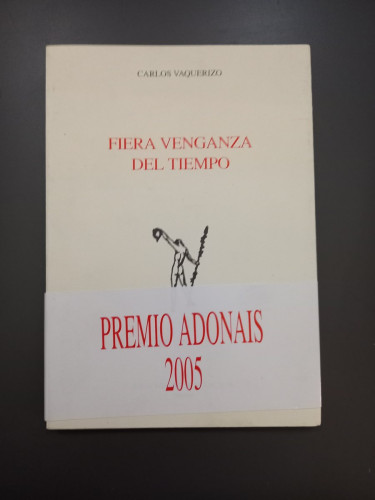 CARLOS VAQUERIZO
FIERA VENGANZA
DEL TIEMPO
PREMIO ADONAIS
2005